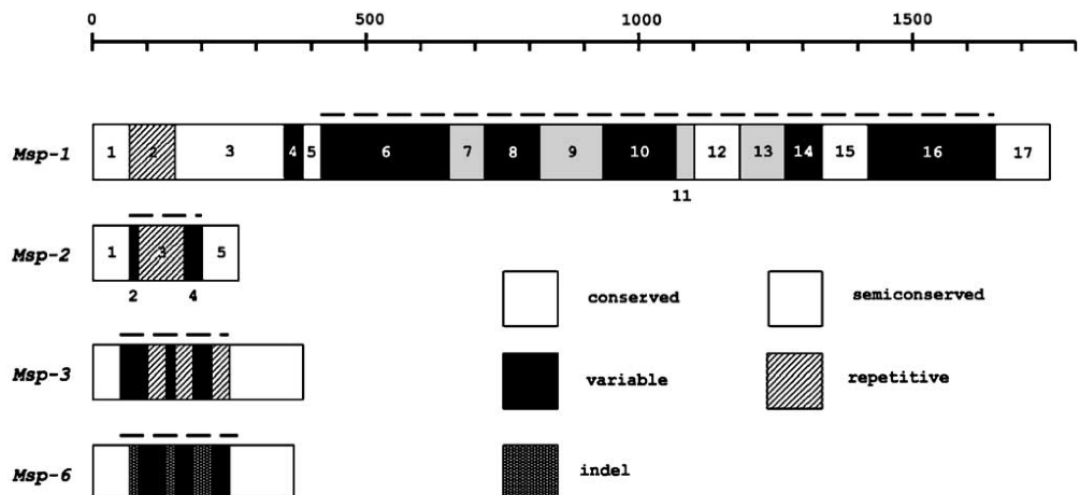 0 500 1000 1500
Msp-1 1 2 3 4 5 6 7 8 9 10 12 13 14 15 16 17
11
Msp-2 1 3 5
2 4
conserved semiconserved
Msp-3
variable repetitive
Msp-6
indel